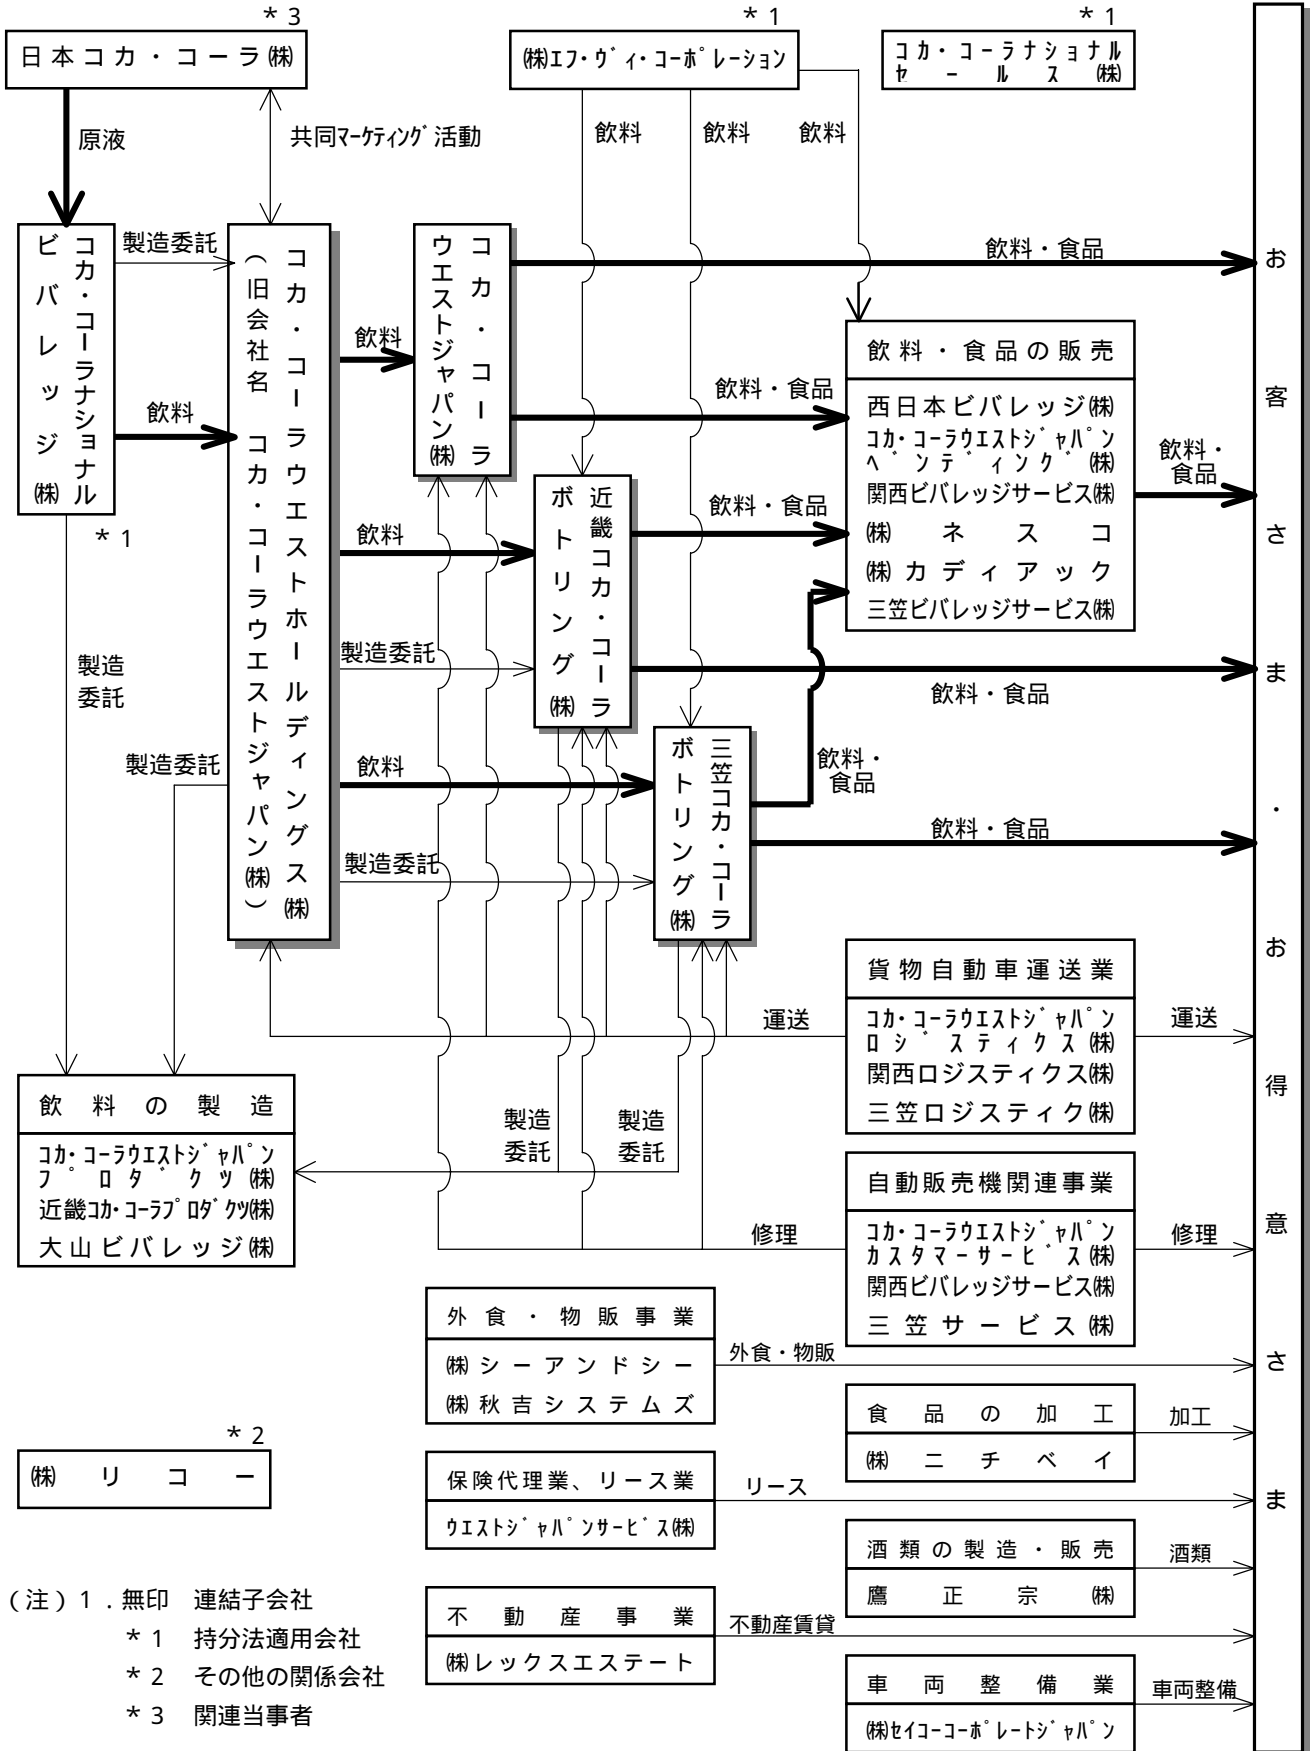 ＊3
日本コカ・コーラ㈱
＊1
㈱エフ・ヴィ・コーポレーション
＊1
コカ・コーラナショナル
セールス㈱
原液
共同マーケティング活動
飲料
飲料
飲料
コカ・コーラナショナル
ビバレッジ㈱
＊1
製造委託
飲料
コカ・コーラウエストホールディングス㈱
（旧会社名　コカ・コーラウエストジャパン㈱）
コカ・コーラ
ウエストジャパン㈱
飲料
飲料・食品
飲料・食品
飲料・食品の販売
西日本ビバレッジ㈱
コカ・コーラウエストジャパン
ベンディング㈱
関西ビバレッジサービス㈱
㈱ネスコ
㈱カディアック
三笠ビバレッジサービス㈱
飲料・
食品
近畿コカ・コーラ
ボトリング㈱
飲料
飲料・食品
製造委託
飲料・食品
製造
委託
製造委託
三笠コカ・コーラ
ボトリング㈱
飲料
飲料・
食品
飲料・食品
製造委託
お客さま・お得意さま
貨物自動車運送業
コカ・コーラウエストジャパン
ロジスティクス㈱
関西ロジスティクス㈱
三笠ロジスティク㈱
運送
運送
飲料の製造
コカ・コーラウエストジャパン
プロダクツ㈱
近畿コカ・コーラプロダクツ㈱
大山ビバレッジ㈱
製造
委託
製造
委託
自動販売機関連事業
コカ・コーラウエストジャパン
カスタマーサービス㈱
関西ビバレッジサービス㈱
三笠サービス㈱
修理
修理
外食・物販事業
㈱シーアンドシー
㈱秋吉システムズ
外食・物販
食品の加工
㈱ニチベイ
加工
＊2
㈱リコー
保険代理業、リース業
ウエストジャパンサービス㈱
リース
酒類の製造・販売
鷹正宗㈱
酒類
不動産事業
㈱レックスエステート
不動産賃貸
車両整備業
㈱セイコーコーポレートジャパン
車両整備
（注）1．無印　連結子会社
＊1　持分法適用会社
＊2　その他の関係会社
＊3　関連当事者